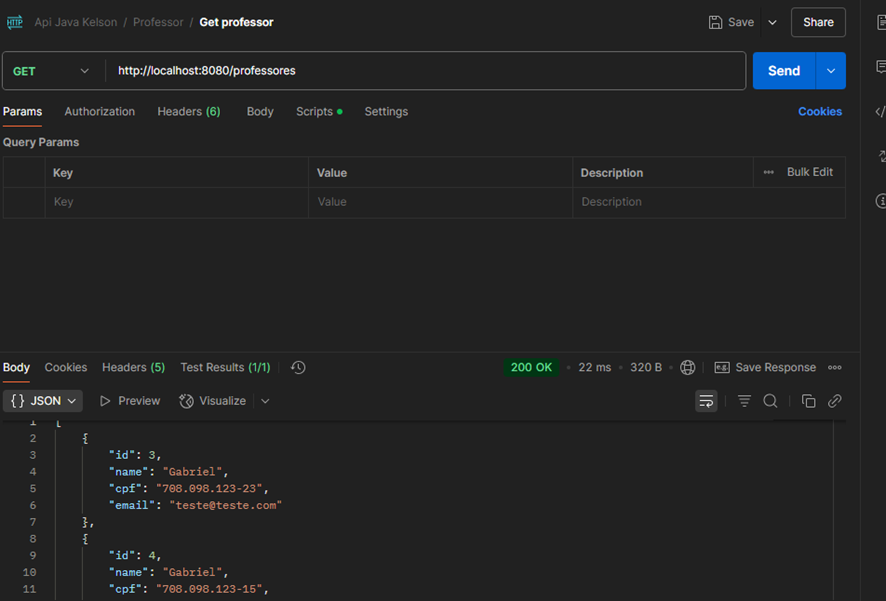 HTTP Api Java Kelson / Professor / Get professor Save Share
GET http://localhost:8080/professores Send
Params Authorization Headers (6) Body Scripts Settings Cookies
Query Params
Key Value Description Bulk Edit
Key Value Description
Body Cookies Headers (5) Test Results (1/1) 200 OK 22 ms 320 B e.g. Save Response
{ } JSON Preview Visualize
1 [
2 {
3 "id": 3,
4 "name": "Gabriel",
5 "cpf": "708.098.123-23",
6 "email": "teste@teste.com"
7 },
8 {
9 "id": 4,
10 "name": "Gabriel",
11 "cpf": "708.098.123-15",